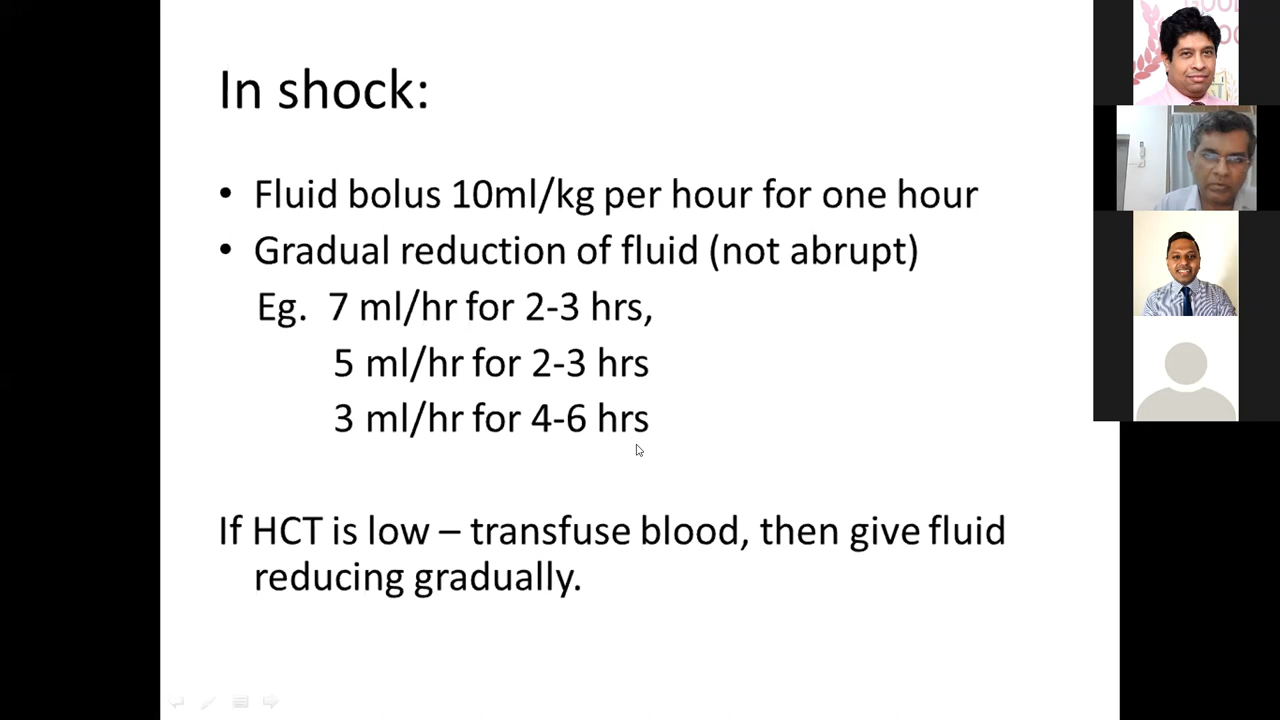 In shock:
• Fluid bolus 10ml/kg per hour for one hour
• Gradual reduction of fluid (not abrupt)
Eg. 7 ml/hr for 2-3 hrs,
5 ml/hr for 2-3 hrs
3 ml/hr for 4-6 hrs
If HCT is low – transfuse blood, then give fluid
reducing gradually.